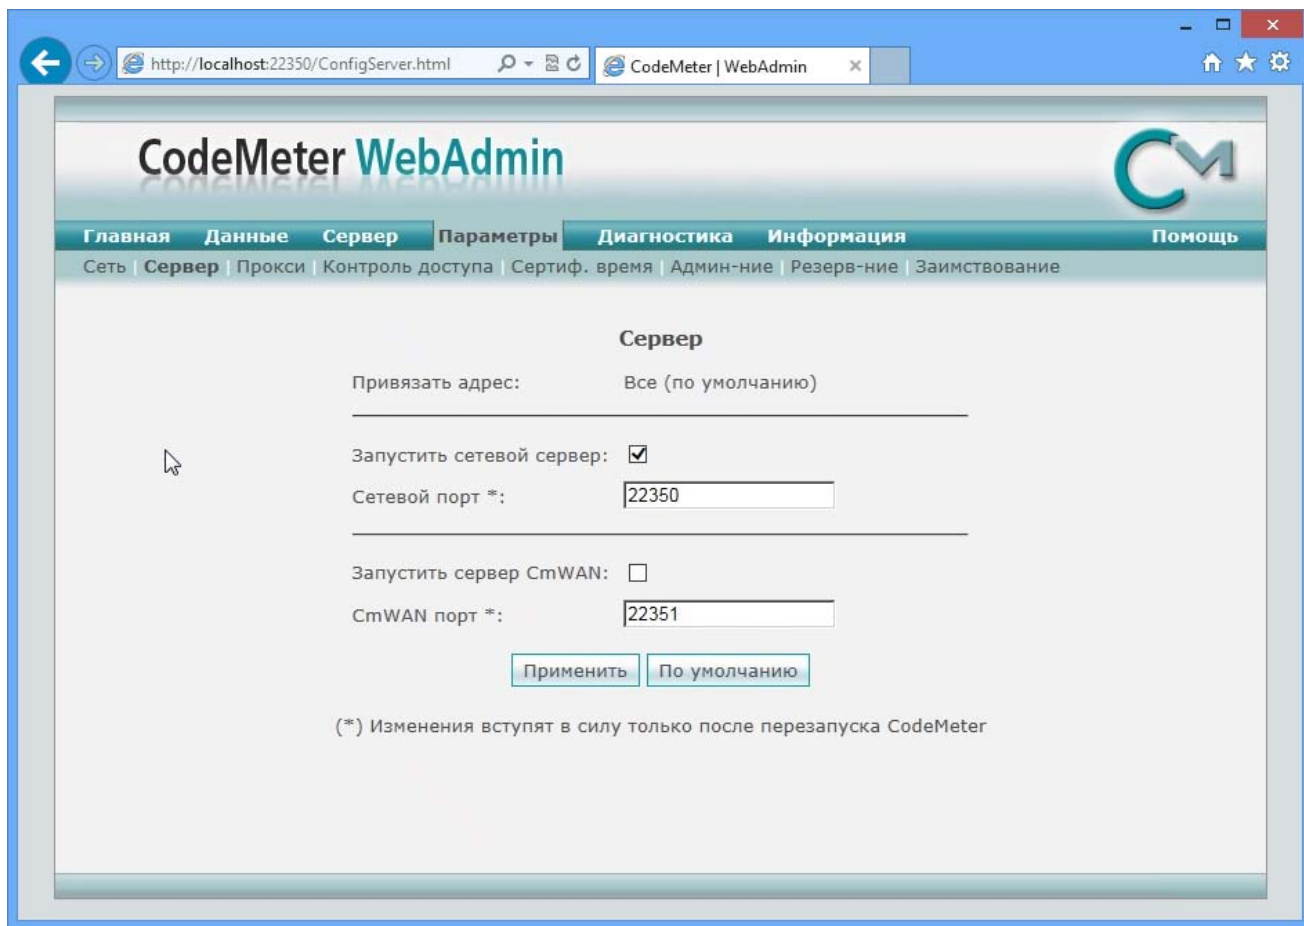 http://localhost:22350/ConfigServer.html
CodeMeter | WebAdmin
CodeMeter WebAdmin
CM
Главная Данные Сервер Параметры Диагностика Информация Помощь
Сеть | Сервер | Прокси | Контроль доступа | Сертиф. время | Админ-ние | Резерв-ние | Заимствование
Сервер
Привязать адрес: Все (по умолчанию)
Запустить сетевой сервер:
Сетевой порт *: 22350
Запустить сервер CmWAN:
CmWAN порт *: 22351
Применить По умолчанию
(*) Изменения вступят в силу только после перезапуска CodeMeter